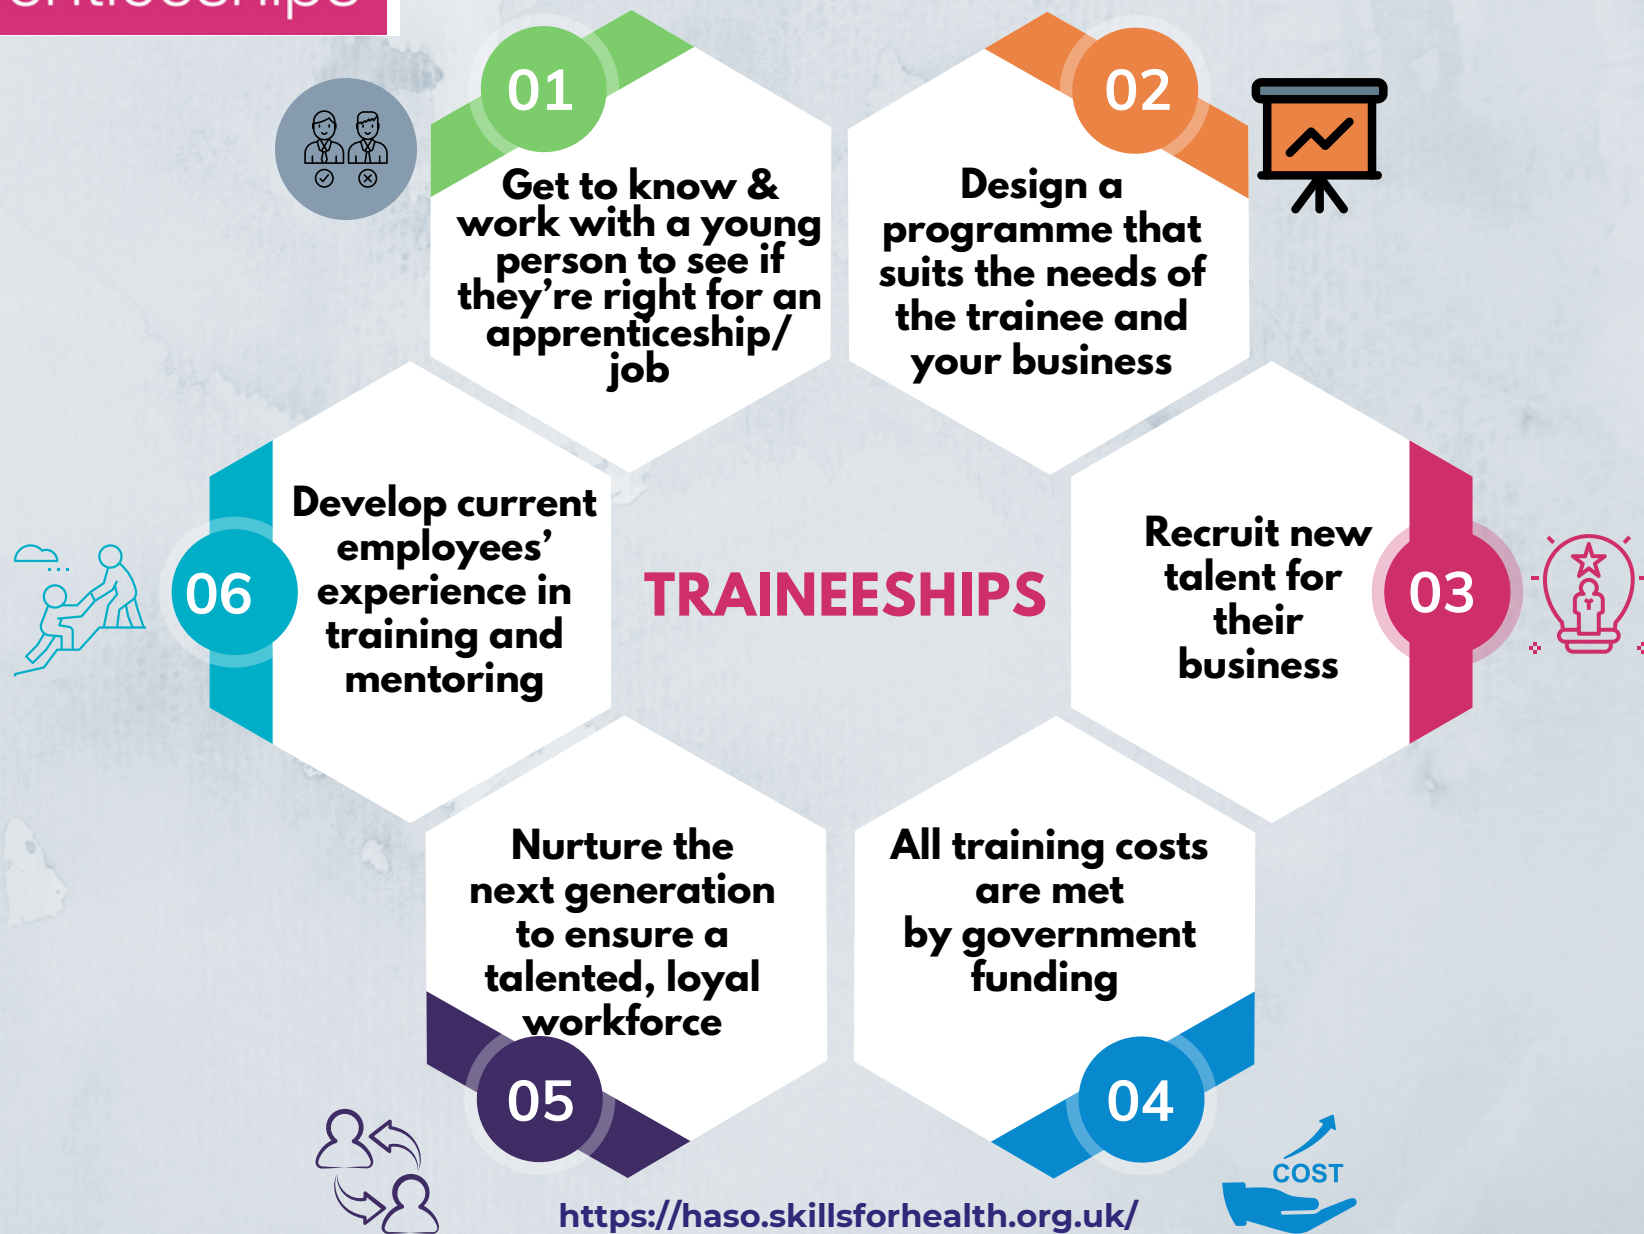 01
Get to know &
work with a young
person to see if
they're right for an
apprenticeship/
job
02
Design a
programme that
suits the needs of
the trainee and
your business
03
Recruit new
talent for
their
business
04
All training costs
are met
by government
funding
COST
05
Nurture the
next generation
to ensure a
talented, loyal
workforce
06
Develop current
employees'
experience in
training and
mentoring
TRAINEESHIPS
https://haso.skillsforhealth.org.uk/